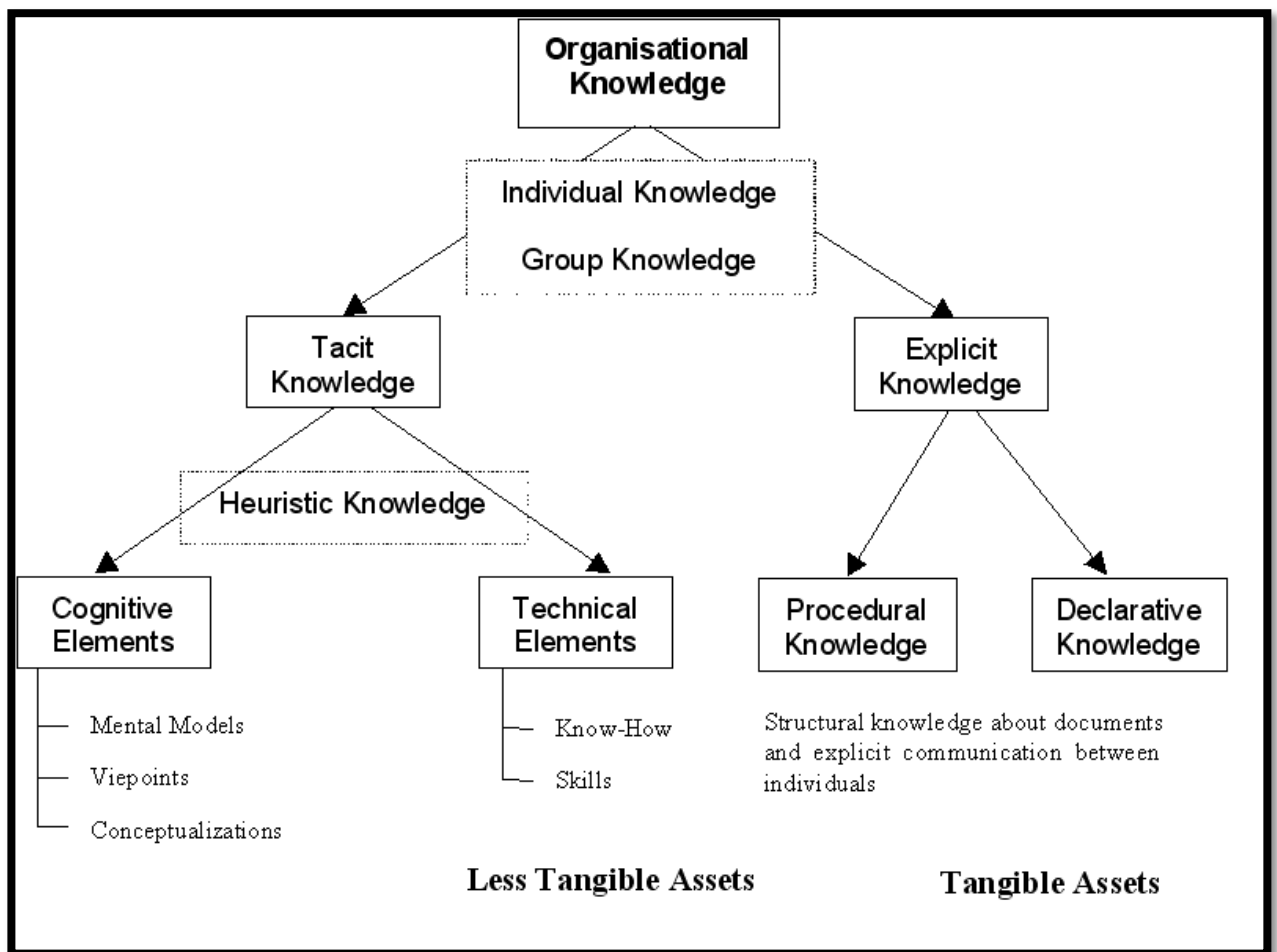 Organisational
Knowledge
Individual Knowledge
Group Knowledge
Tacit
Knowledge
Explicit
Knowledge
Heuristic Knowledge
Cognitive
Elements
Technical
Elements
Procedural
Knowledge
Declarative
Knowledge
Mental Models
Viepoints
Conceptualizations
Know-How
Skills
Structural knowledge about documents
and explicit communication between
individuals
Less Tangible Assets
Tangible Assets